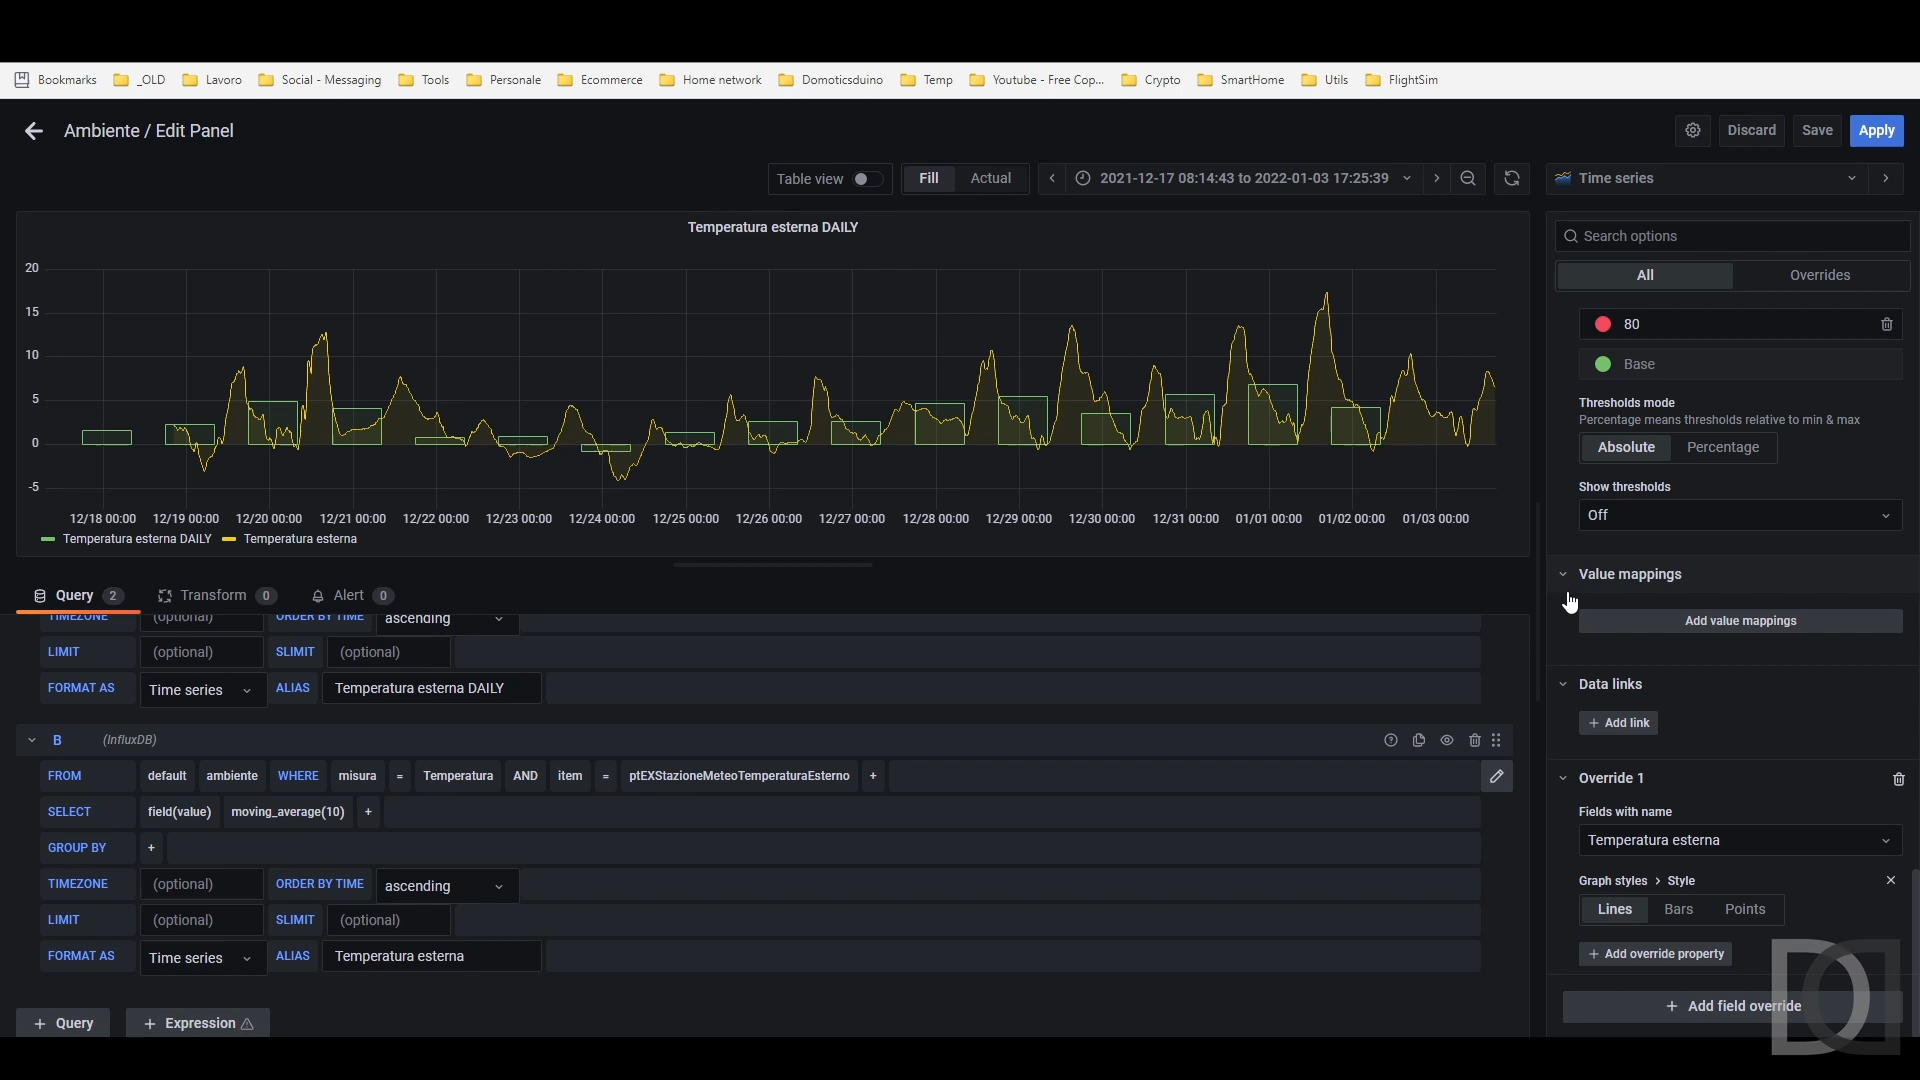 Bookmarks _OLD Lavoro Social - Messaging Tools Personale Ecommerce Home network Domoticsduino Temp Youtube - Free Cop... Crypto SmartHome Utils FlightSim
Ambiente / Edit Panel
Discard Save Apply
Table view Fill Actual 2021-12-17 08:14:43 to 2022-01-03 17:25:39 Time series
Temperatura esterna DAILY
20
15
10
5
0
-5
12/18 00:00 12/19 00:00 12/20 00:00 12/21 00:00 12/22 00:00 12/23 00:00 12/24 00:00 12/25 00:00 12/26 00:00 12/27 00:00 12/28 00:00 12/29 00:00 12/30 00:00 12/31 00:00 01/01 00:00 01/02 00:00 01/03 00:00
Temperatura esterna DAILY Temperatura esterna
Query 2 Transform 0 Alert 0
TIMEZONE (optional) ORDER BY TIME ascending
LIMIT (optional) SLIMIT (optional)
FORMAT AS Time series ALIAS Temperatura esterna DAILY
B (InfluxDB)
FROM default ambiente WHERE misura = Temperatura AND item = ptEXStazioneMeteoTemperaturaEsterno +
SELECT field(value) moving_average(10) +
GROUP BY +
TIMEZONE (optional) ORDER BY TIME ascending
LIMIT (optional) SLIMIT (optional)
FORMAT AS Time series ALIAS Temperatura esterna
+ Query + Expression
Search options
All Overrides
80
Base
Thresholds mode
Percentage means thresholds relative to min & max
Absolute Percentage
Show thresholds
Off
Value mappings
Add value mappings
Data links
+ Add link
Override 1
Fields with name
Temperatura esterna
Graph styles > Style
Lines Bars Points
+ Add override property
+ Add field override